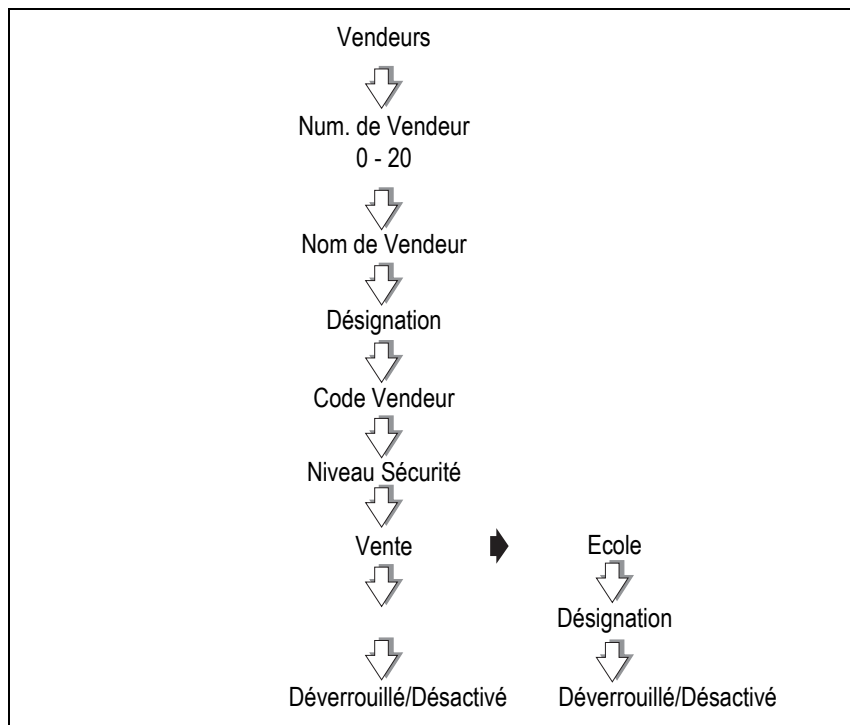 Vendeurs
Num. de Vendeur
0 - 20
Nom de Vendeur
Désignation
Code Vendeur
Niveau Sécurité
Vente
Ecole
Désignation
Déverrouillé/Désactivé
Déverrouillé/Désactivé